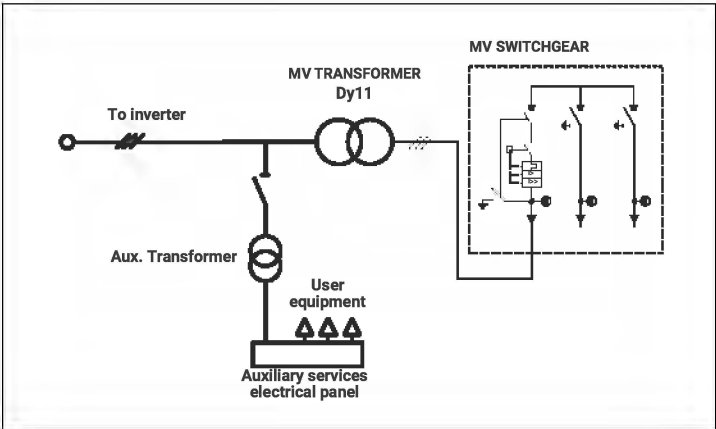 MV SWITCHGEAR
MV TRANSFORMER
Dy11
To inverter
Aux. Transformer
User
equipment
Auxiliary services
electrical panel